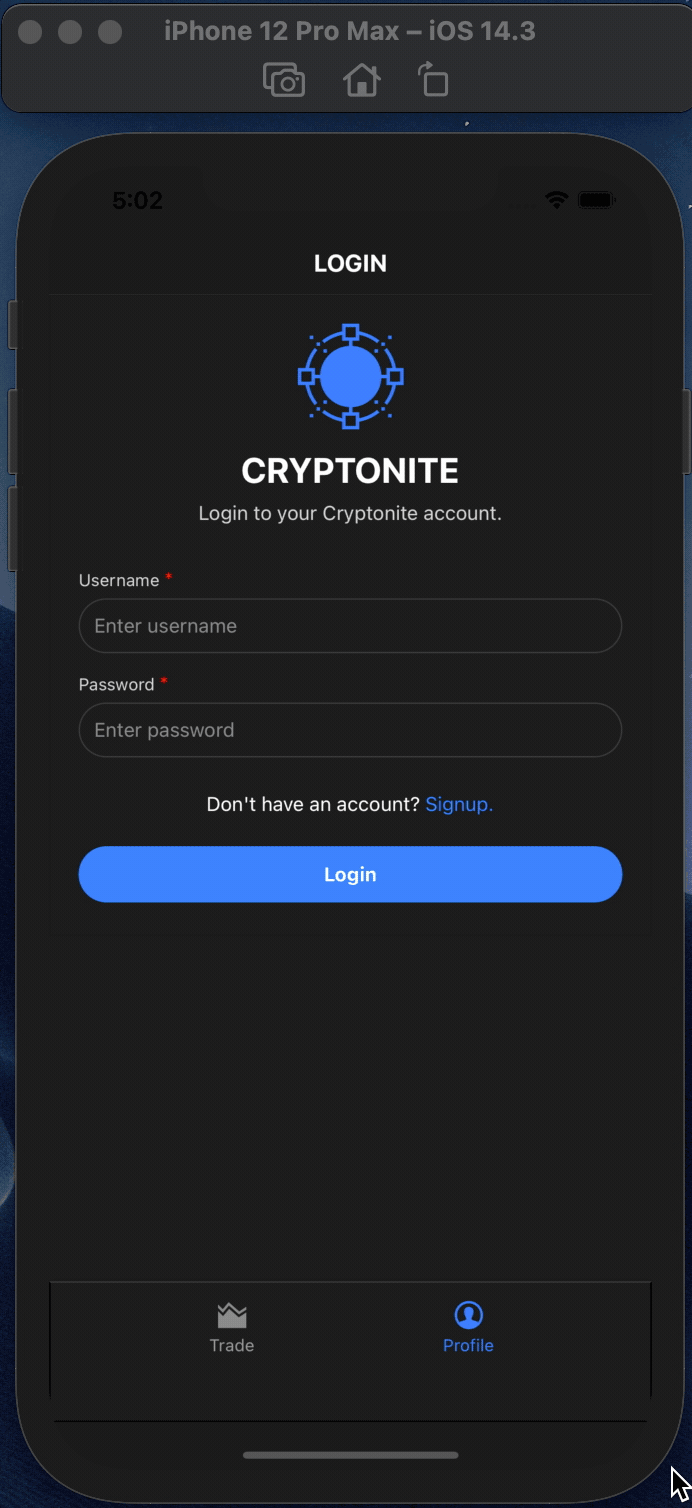 iPhone 12 Pro Max – iOS 14.3
5:02
LOGIN
CRYPTONITE
Login to your Cryptonite account.
Username *
Enter username
Password *
Enter password
Don't have an account? Signup.
Login
Trade Profile